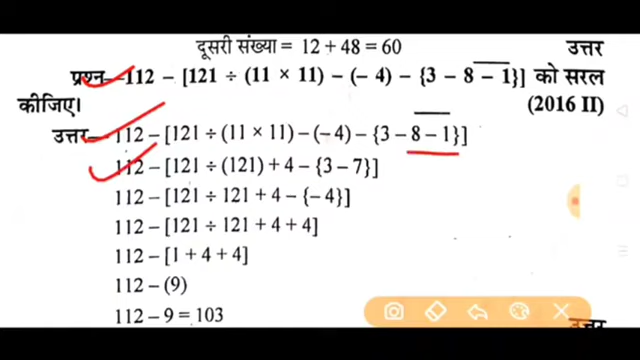 दूसरी संख्या = 12 + 48 = 60 उत्तर
प्रश्न—112 – [121 ÷ (11 × 11) – (– 4) – {3 – 8 – 1}] को सरल
कीजिए। (2016 II)
उत्तर—112 – [121 ÷ (11 × 11) – (– 4) – {3 – 8 – 1}]
112 – [121 ÷ (121) + 4 – {3 – 7}]
112 – [121 ÷ 121 + 4 – {– 4}]
112 – [121 ÷ 121 + 4 + 4]
112 – [1 + 4 + 4]
112 – (9)
112 – 9 = 103 उत्तर